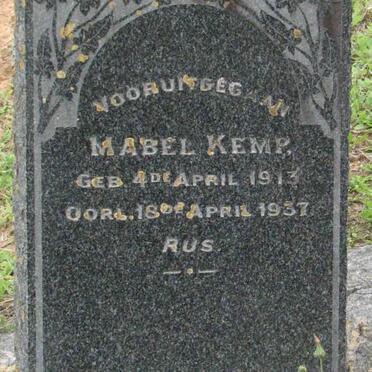 VOORUITGEGAAN
MABEL KEMP.
GEB. 4DE APRIL 1913
OORL. 18DE APRIL 1937
RUS